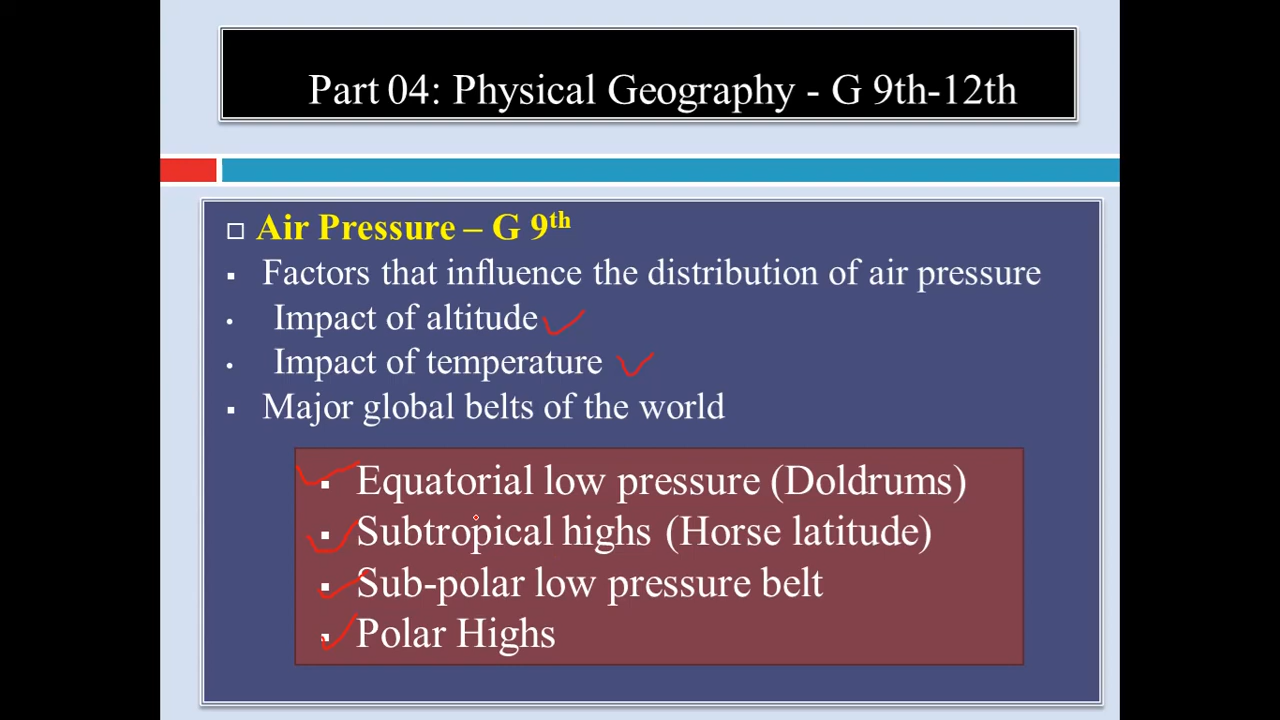 Part 04: Physical Geography - G 9th-12th
Air Pressure – G 9th
Factors that influence the distribution of air pressure
Impact of altitude
Impact of temperature
Major global belts of the world
Equatorial low pressure (Doldrums)
Subtropical highs (Horse latitude)
Sub-polar low pressure belt
Polar Highs